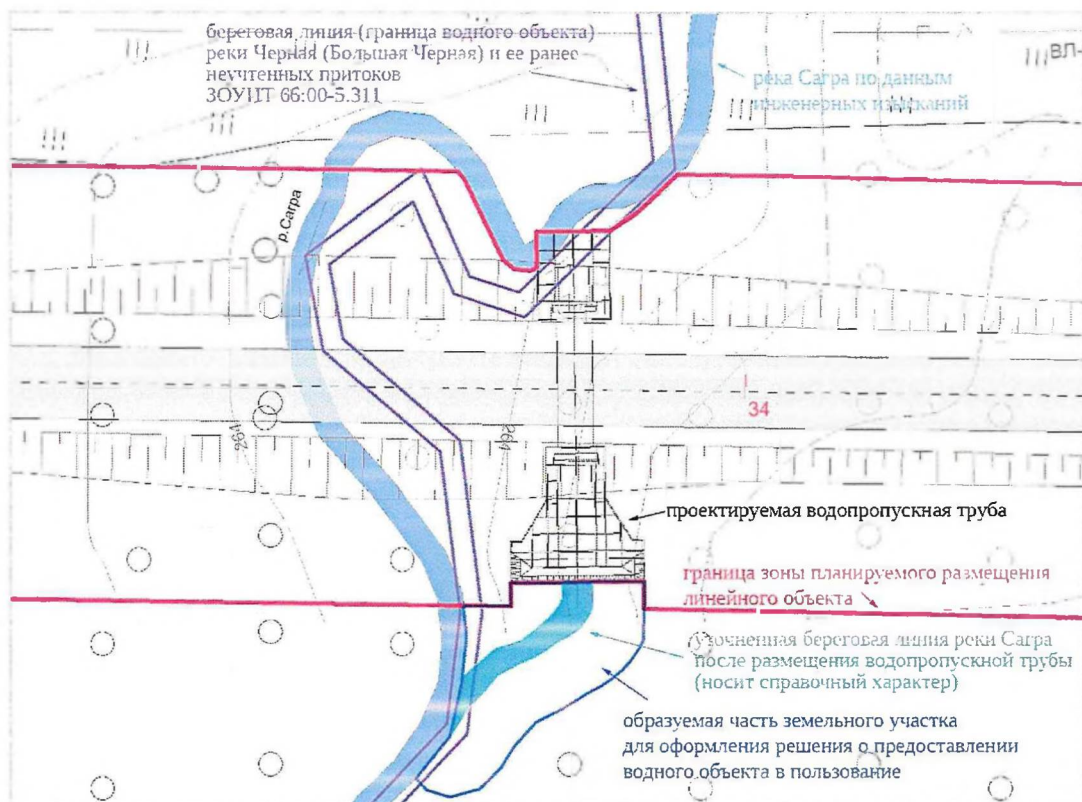 береговая линия (граница водного объекта)
реки Черная (Большая Черная) и ее ранее
неучтенных притоков
ЗОУИТ 66:00-5.311
ВЛ-
река Сагра по данным
инженерных изысканий
р.Сагра
34
264
264
проектируемая водопропускная труба
граница зоны планируемого размещения
линейного объекта
уточненная береговая линия реки Сагра
после размещения водопропускной трубы
(носит справочный характер)
образуемая часть земельного участка
для оформления решения о предоставлении
водного объекта в пользование